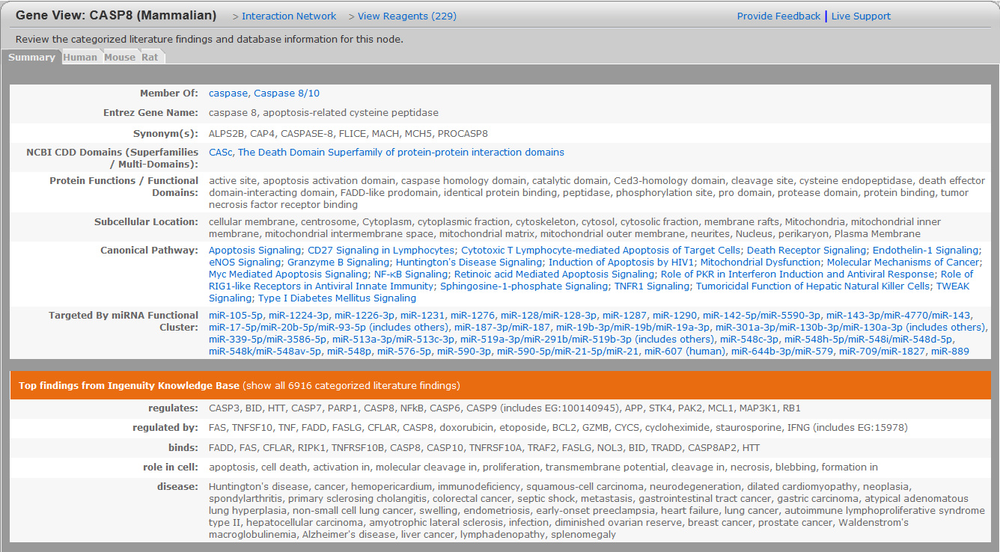 Gene View: CASP8 (Mammalian) > Interaction Network > View Reagents (229) Provide Feedback | Live Support
Review the categorized literature findings and database information for this node.
Summary Human Mouse Rat
Member Of: caspase, Caspase 8/10
Entrez Gene Name: caspase 8, apoptosis-related cysteine peptidase
Synonym(s): ALPS2B, CAP4, CASPASE-8, FLICE, MACH, MCH5, PROCASP8
NCBI CDD Domains (Superfamilies / Multi-Domains): CASc, The Death Domain Superfamily of protein-protein interaction domains
Protein Functions / Functional Domains: active site, apoptosis activation domain, caspase homology domain, catalytic domain, Ced3-homology domain, cleavage site, cysteine endopeptidase, death effector
domain-interacting domain, FADD-like prodomain, identical protein binding, peptidase, phosphorylation site, pro domain, protease domain, protein binding, tumor
necrosis factor receptor binding
Subcellular Location: cellular membrane, centrosome, Cytoplasm, cytoplasmic fraction, cytoskeleton, cytosol, cytosolic fraction, membrane rafts, Mitochondria, mitochondrial inner
membrane, mitochondrial intermembrane space, mitochondrial matrix, mitochondrial outer membrane, neurites, Nucleus, perikaryon, Plasma Membrane
Canonical Pathway: Apoptosis Signaling; CD27 Signaling in Lymphocytes; Cytotoxic T Lymphocyte-mediated Apoptosis of Target Cells; Death Receptor Signaling; Endothelin-1 Signaling;
eNOS Signaling; Granzyme B Signaling; Huntington's Disease Signaling; Induction of Apoptosis by HIV1; Mitochondrial Dysfunction; Molecular Mechanisms of Cancer;
Myc Mediated Apoptosis Signaling; NF-κB Signaling; Retinoic acid Mediated Apoptosis Signaling; Role of PKR in Interferon Induction and Antiviral Response; Role of
RIG1-like Receptors in Antiviral Innate Immunity; Sphingosine-1-phosphate Signaling; TNFR1 Signaling; Tumoricidal Function of Hepatic Natural Killer Cells; TWEAK
Signaling; Type I Diabetes Mellitus Signaling
Targeted By miRNA Functional Cluster: miR-105-5p, miR-1224-3p, miR-1226-3p, miR-1231, miR-1276, miR-128/miR-128-3p, miR-1287, miR-1290, miR-142-5p/miR-5590-3p, miR-143-3p/miR-4770/miR-143,
miR-17-5p/miR-20b-5p/miR-93-5p (includes others), miR-187-3p/miR-187, miR-19b-3p/miR-19b/miR-19a-3p, miR-301a-3p/miR-130b-3p/miR-130a-3p (includes others),
miR-339-5p/miR-3586-5p, miR-513a-3p/miR-513c-3p, miR-519a-3p/miR-291b/miR-519b-3p (includes others), miR-548c-3p, miR-548h-5p/miR-548i/miR-548d-5p,
miR-548k/miR-548av-5p, miR-548p, miR-576-5p, miR-590-3p, miR-590-5p/miR-21-5p/miR-21, miR-607 (human), miR-644b-3p/miR-579, miR-709/miR-1827, miR-889
Top findings from Ingenuity Knowledge Base (show all 6916 categorized literature findings)
regulates: CASP3, BID, HTT, CASP7, PARP1, CASP8, NFkB, CASP6, CASP9 (includes EG:100140945), APP, STK4, PAK2, MCL1, MAP3K1, RB1
regulated by: FAS, TNFSF10, TNF, FADD, FASLG, CFLAR, CASP8, doxorubicin, etoposide, BCL2, GZMB, CYCS, cycloheximide, staurosporine, IFNG (includes EG:15978)
binds: FADD, FAS, CFLAR, RIPK1, TNFRSF10B, CASP8, CASP10, TNFRSF10A, TRAF2, FASLG, NOL3, BID, TRADD, CASP8AP2, HTT
role in cell: apoptosis, cell death, activation in, molecular cleavage in, proliferation, transmembrane potential, cleavage in, necrosis, blebbing, formation in
disease: Huntington's disease, cancer, hemopericardium, immunodeficiency, squamous-cell carcinoma, neurodegeneration, dilated cardiomyopathy, neoplasia,
spondylarthritis, primary sclerosing cholangitis, colorectal cancer, septic shock, metastasis, gastrointestinal tract cancer, gastric carcinoma, atypical adenomatous
lung hyperplasia, non-small cell lung cancer, swelling, endometriosis, early-onset preeclampsia, heart failure, lung cancer, autoimmune lymphoproliferative syndrome
type II, hepatocellular carcinoma, amyotrophic lateral sclerosis, infection, diminished ovarian reserve, breast cancer, prostate cancer, Waldenstrom's
macroglobulinemia, Alzheimer's disease, liver cancer, lymphadenopathy, splenomegaly